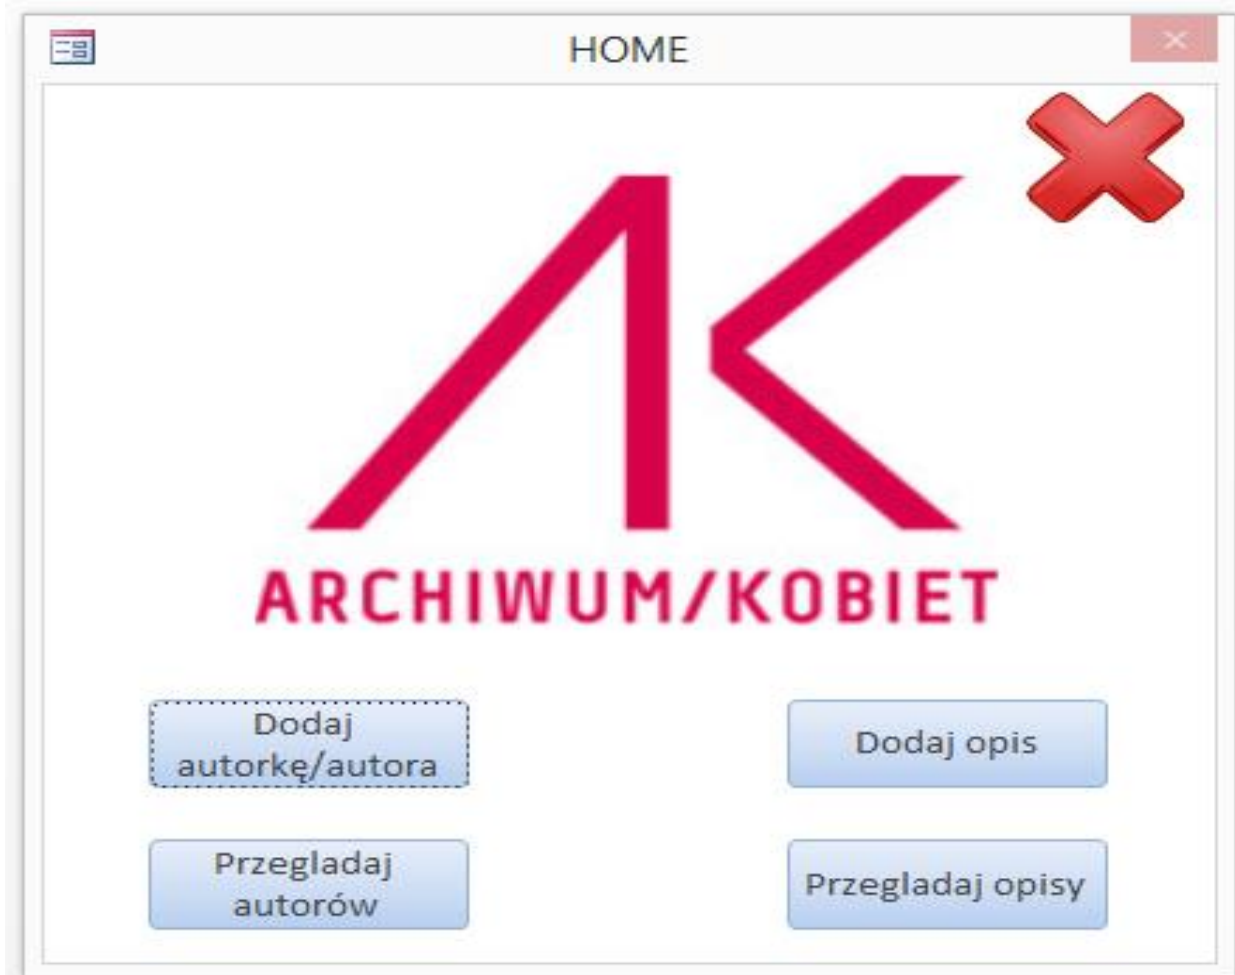 HOME
AK
ARCHIWUM/KOBIET
Dodaj
autorkę/autora
Dodaj opis
Przegladaj
autorów
Przegladaj opisy